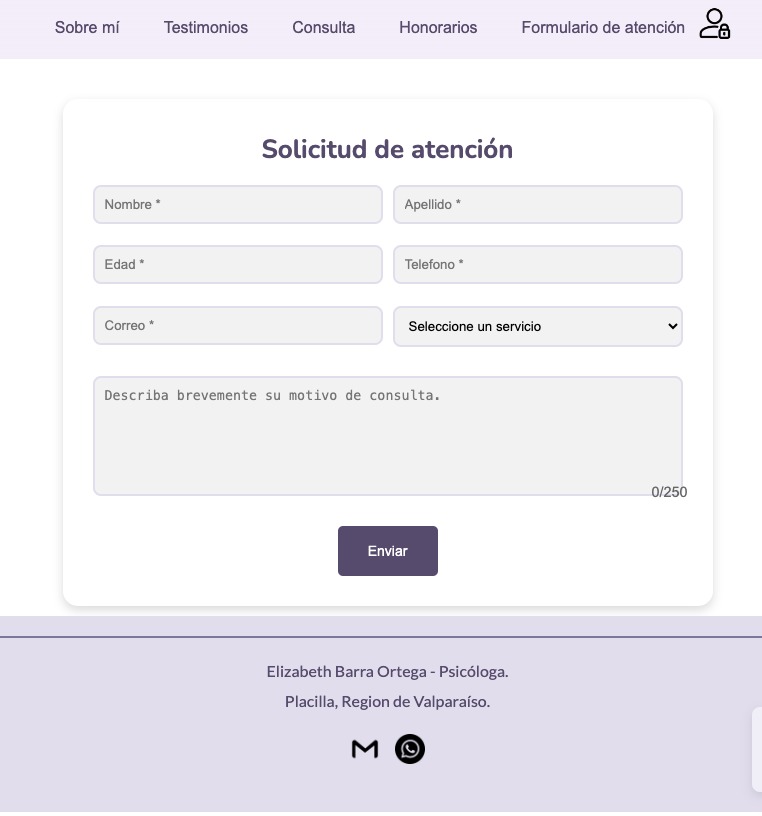 Sobre mí Testimonios Consulta Honorarios Formulario de atención
Solicitud de atención
Nombre * Apellido *
Edad * Telefono *
Correo * Seleccione un servicio
Describa brevemente su motivo de consulta.
0/250
Enviar
Elizabeth Barra Ortega - Psicóloga.
Placilla, Region de Valparaíso.